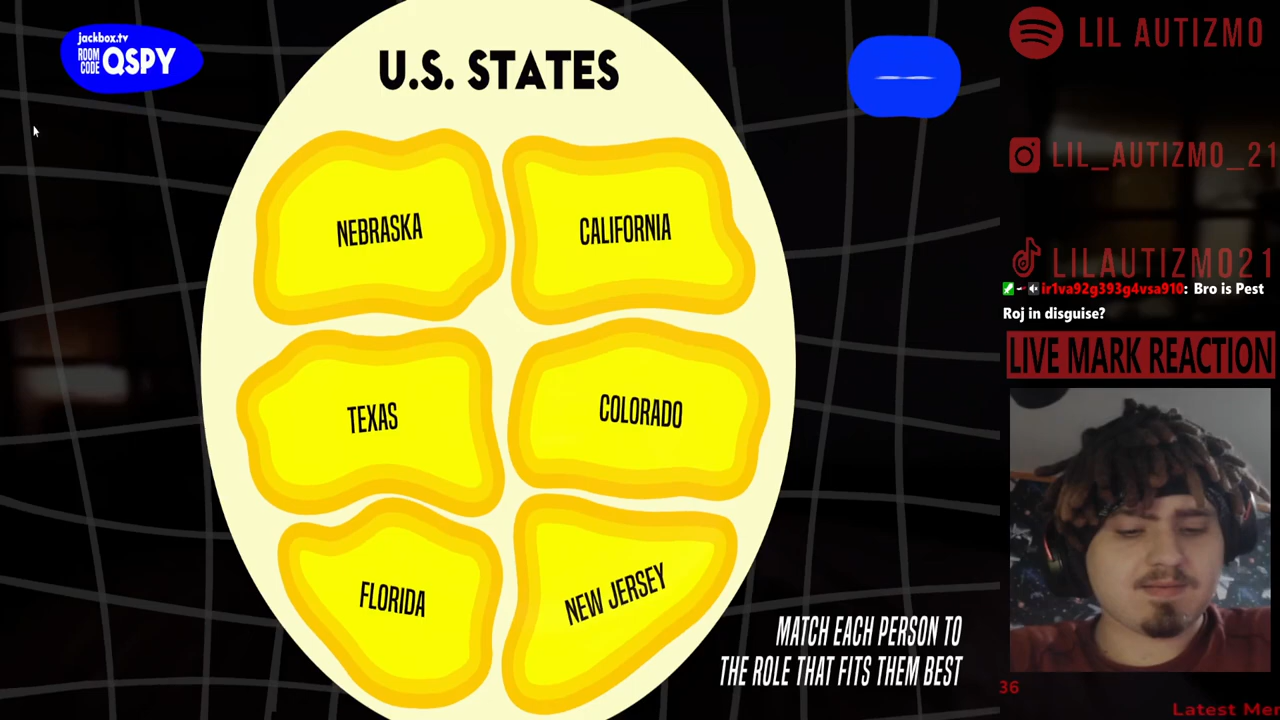 jackbox.tv
ROOM CODE QSPY
U.S. STATES
NEBRASKA
CALIFORNIA
TEXAS
COLORADO
FLORIDA
NEW JERSEY
MATCH EACH PERSON TO
THE ROLE THAT FITS THEM BEST
LIL AUTIZMO
LIL_AUTIZMO_21
LILAUTIZMO21
ir1va92g393g4vsa910: Bro is Pest
Roj in disguise?
LIVE MARK REACTION
36
Latest